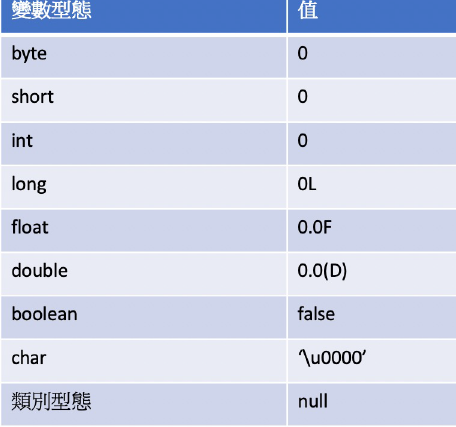 變數型態 值
byte 0
short 0
int 0
long 0L
float 0.0F
double 0.0(D)
boolean false
char ‘\u0000’
類別型態 null